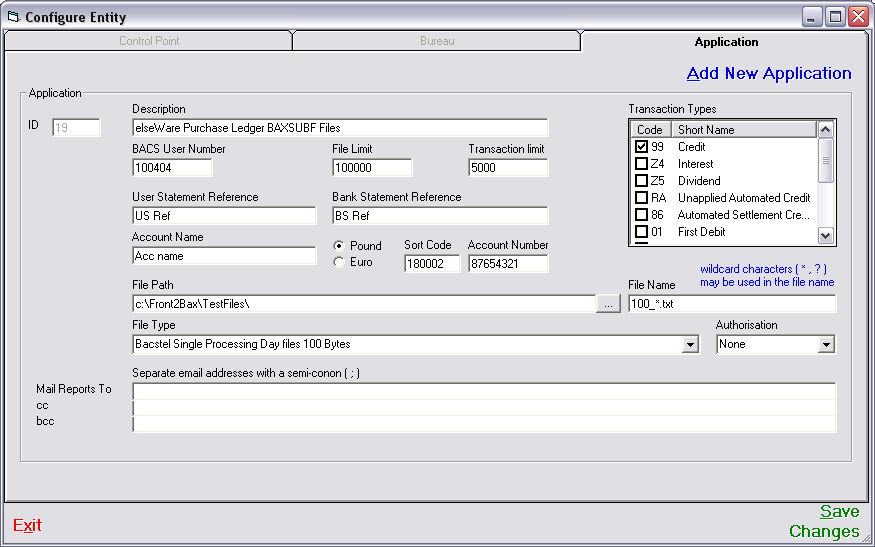 Configure Entity
Control Point Bureau Application
Add New Application
Application
ID 19
Description
elseWare Purchase Ledger BAXSUBF Files
BACS User Number File Limit Transaction limit
100404 100000 5000
User Statement Reference Bank Statement Reference
US Ref BS Ref
Account Name
Acc name
Pound
Euro
Sort Code Account Number
180002 87654321
Transaction Types
Code Short Name
99 Credit
Z4 Interest
Z5 Dividend
RA Unapplied Automated Credit
86 Automated Settlement Cre...
01 First Debit
wildcard characters ( * , ? )
may be used in the file name
File Path File Name
c:\Front2Bax\TestFiles\ ... 100_*.txt
File Type Authorisation
Bacstel Single Processing Day files 100 Bytes None
Separate email addresses with a semi-conon ( ; )
Mail Reports To
cc
bcc
Exit
Save
Changes